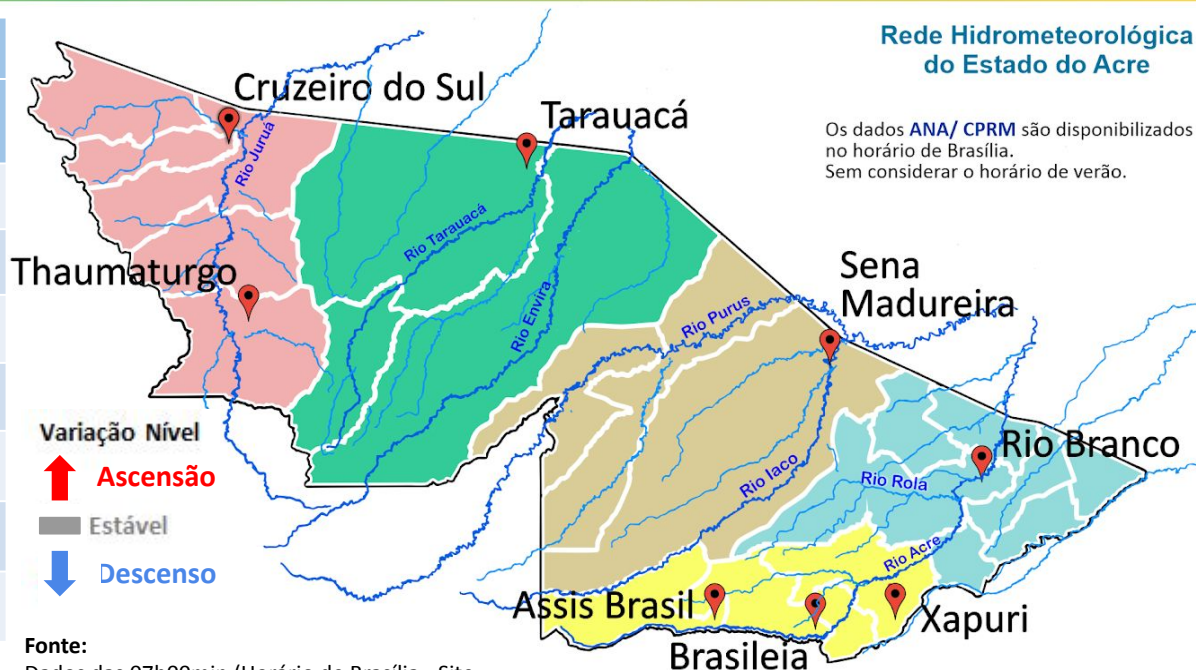 Rede Hidrometeorológica
do Estado do Acre
Os dados ANA/ CPRM são disponibilizados
no horário de Brasília.
Sem considerar o horário de verão.
Cruzeiro do Sul
Tarauacá
Rio Juruá
Rio Tarauacá
Thaumaturgo
Rio Envira
Sena
Madureira
Rio Purus
Variação Nível
Ascensão
Estável
Descenso
Rio Branco
Rio Iaco
Rio Rola
Rio Acre
Assis Brasil
Xapuri
Brasileia
Fonte: